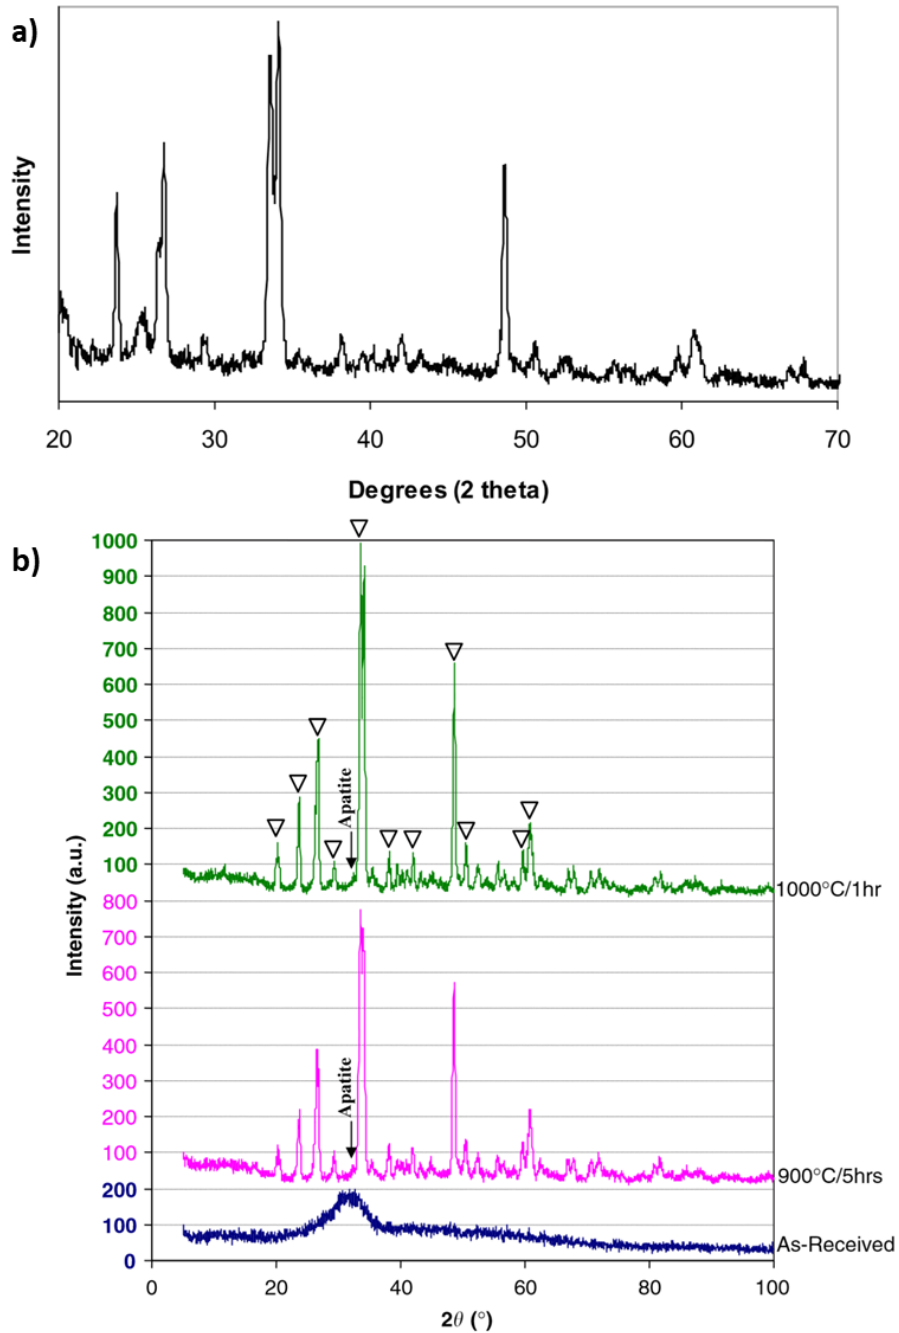 a)
Intensity
20 30 40 50 60 70
Degrees (2 theta)
b)
1000
900
800
700
600
500
400
300
200
100
Apatite
1000°C/1hr
800
700
600
500
400
300
200
100
Apatite
900°C/5hrs
200
100
0
As-Received
Intensity (a.u.)
0 20 40 60 80 100
2θ (°)